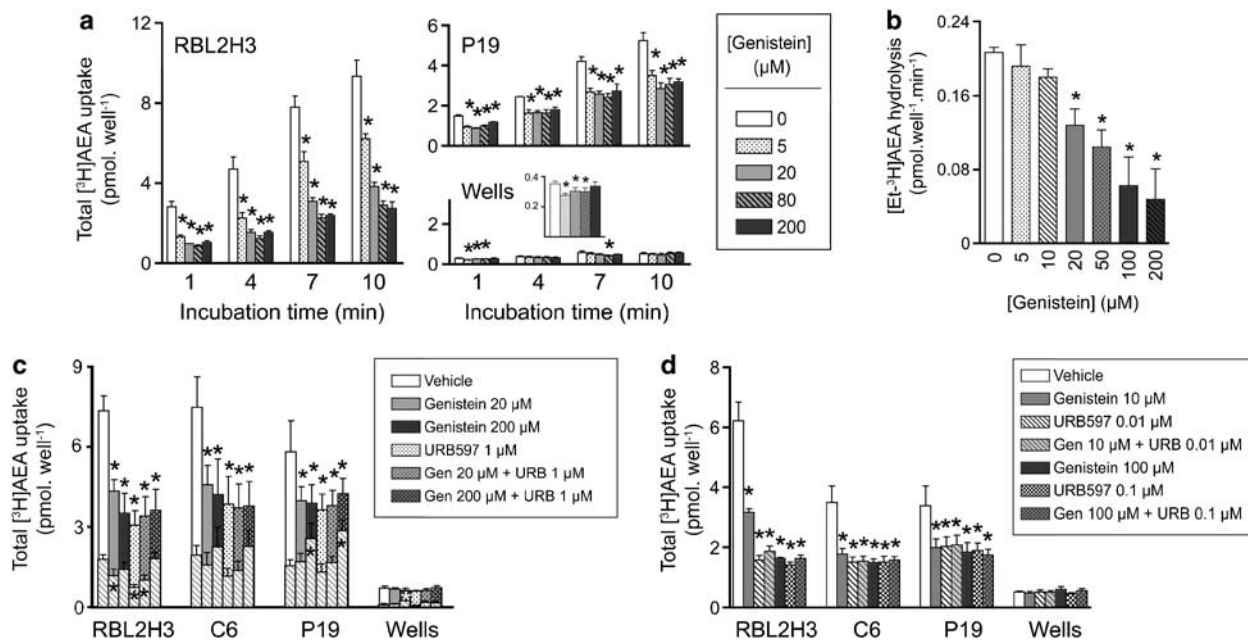 a
Total [³H]AEA uptake
(pmol. well⁻¹)
RBL2H3
12
9
6
3
0
1 4 7 10
Incubation time (min)
P19
6
4
2
0
Wells
0.4
0.2
2
0
1 4 7 10
Incubation time (min)
[Genistein]
(µM)
0
5
20
80
200
b
[Et-³H]AEA hydrolysis
(pmol.well⁻¹.min⁻¹)
0.24
0.16
0.08
0
0 5 10 20 50 100 200
[Genistein] (µM)
c
Total [³H]AEA uptake
(pmol. well⁻¹)
9
6
3
0
RBL2H3 C6 P19 Wells
Vehicle
Genistein 20 µM
Genistein 200 µM
URB597 1 µM
Gen 20 µM + URB 1 µM
Gen 200 µM + URB 1 µM
d
Total [³H]AEA uptake
(pmol. well⁻¹)
8
6
4
2
0
RBL2H3 C6 P19 Wells
Vehicle
Genistein 10 µM
URB597 0.01 µM
Gen 10 µM + URB 0.01 µM
Genistein 100 µM
URB597 0.1 µM
Gen 100 µM + URB 0.1 µM